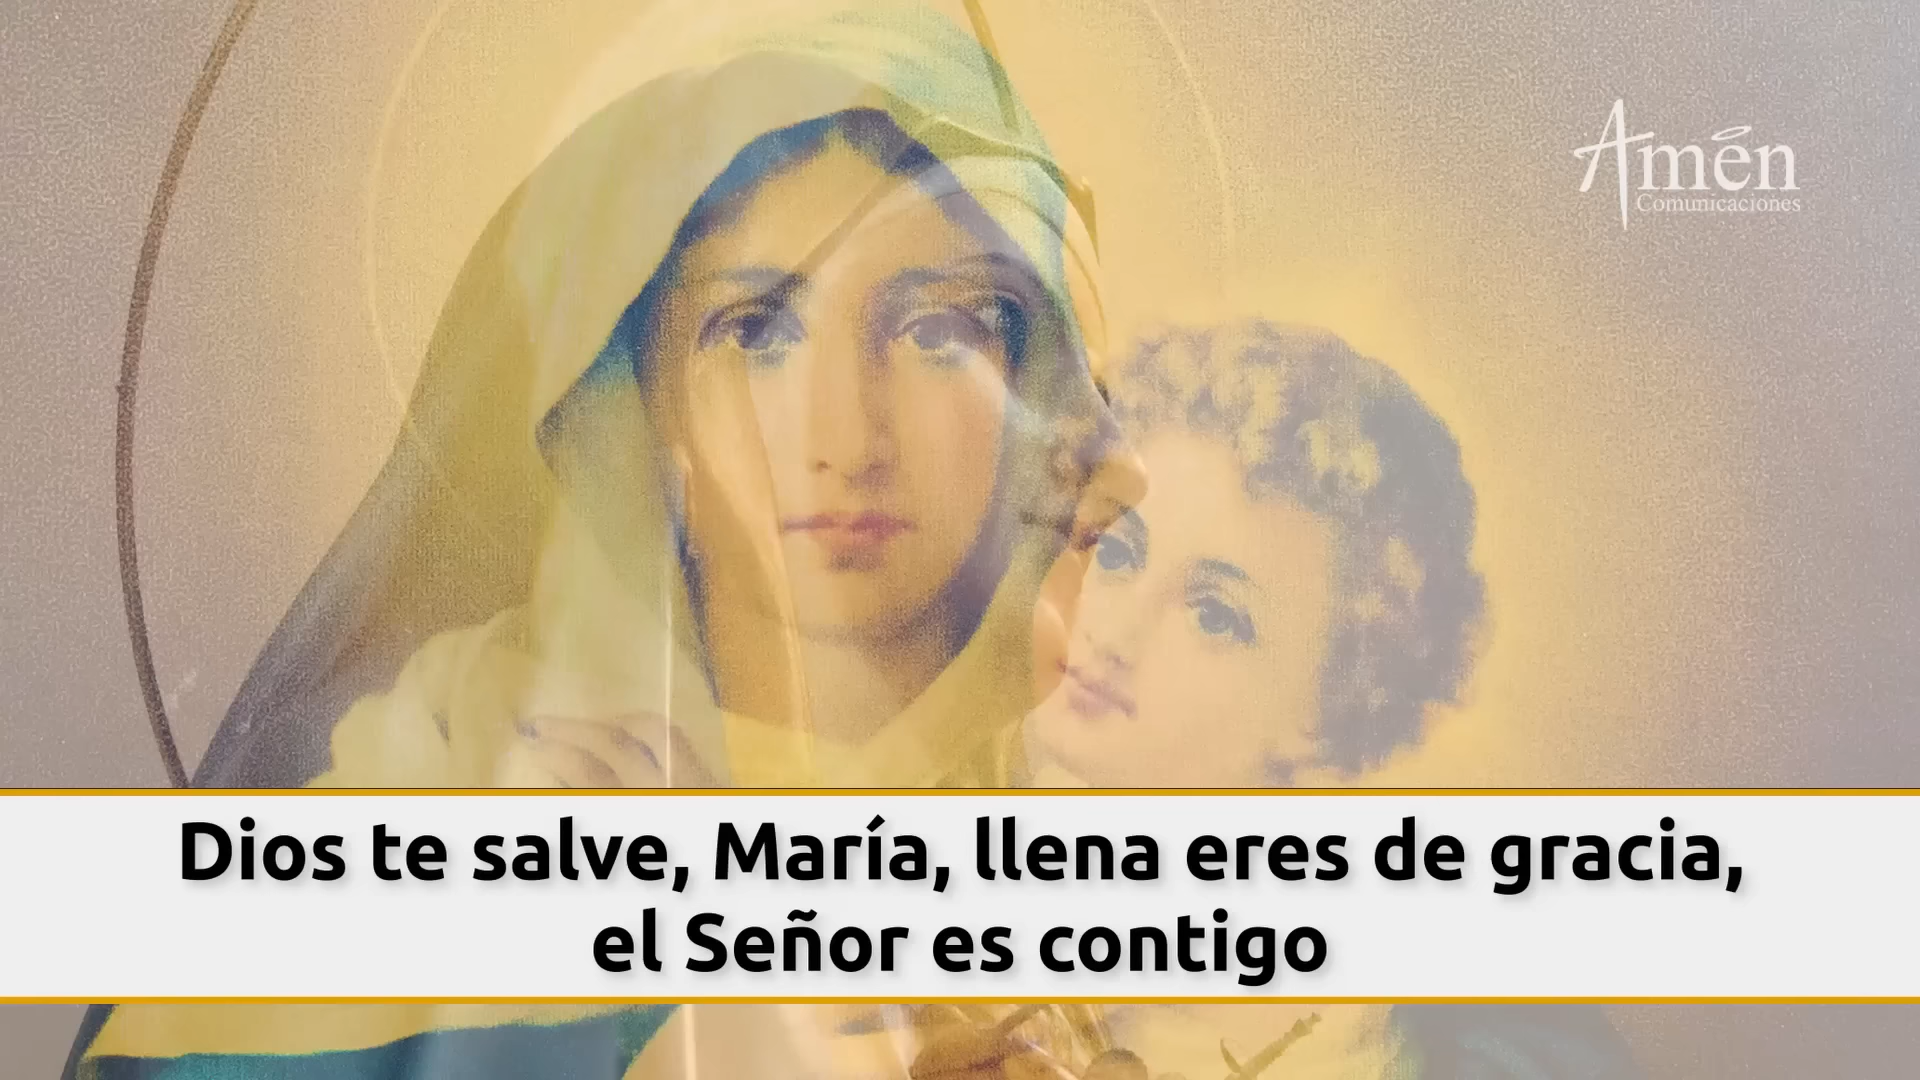 Amén
Comunicaciones
Dios te salve, María, llena eres de gracia,
el Señor es contigo